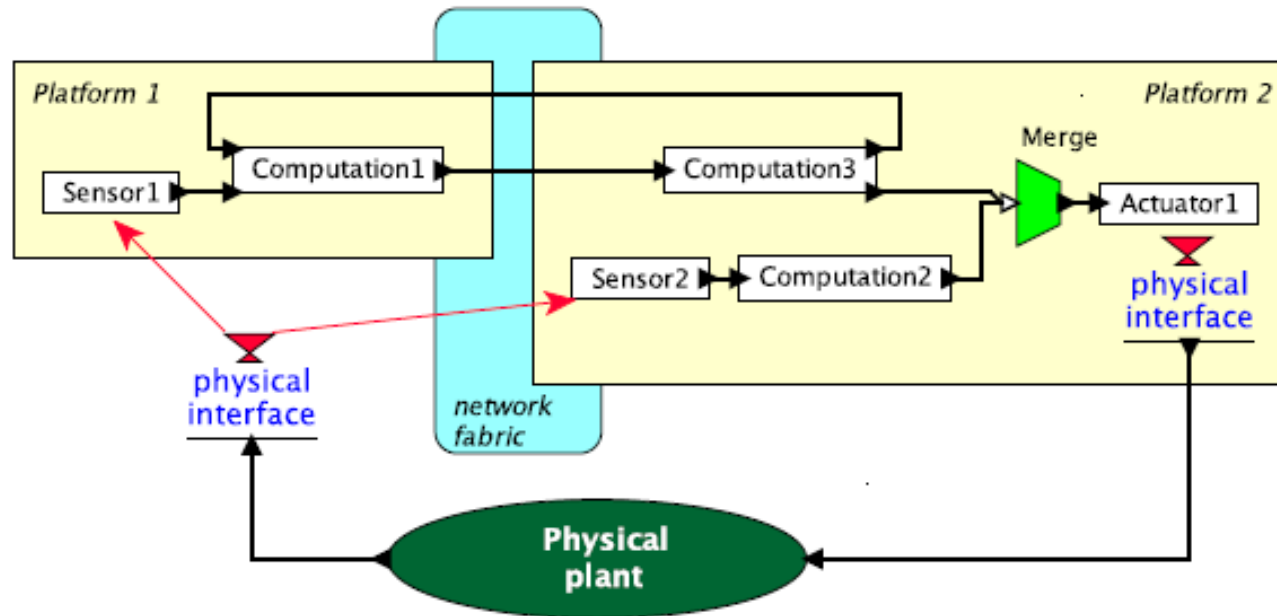 Platform 1
Platform 2
Merge
Computation1
Computation3
Sensor1
Actuator1
Sensor2
Computation2
physical
interface
physical
interface
network
fabric
Physical
plant